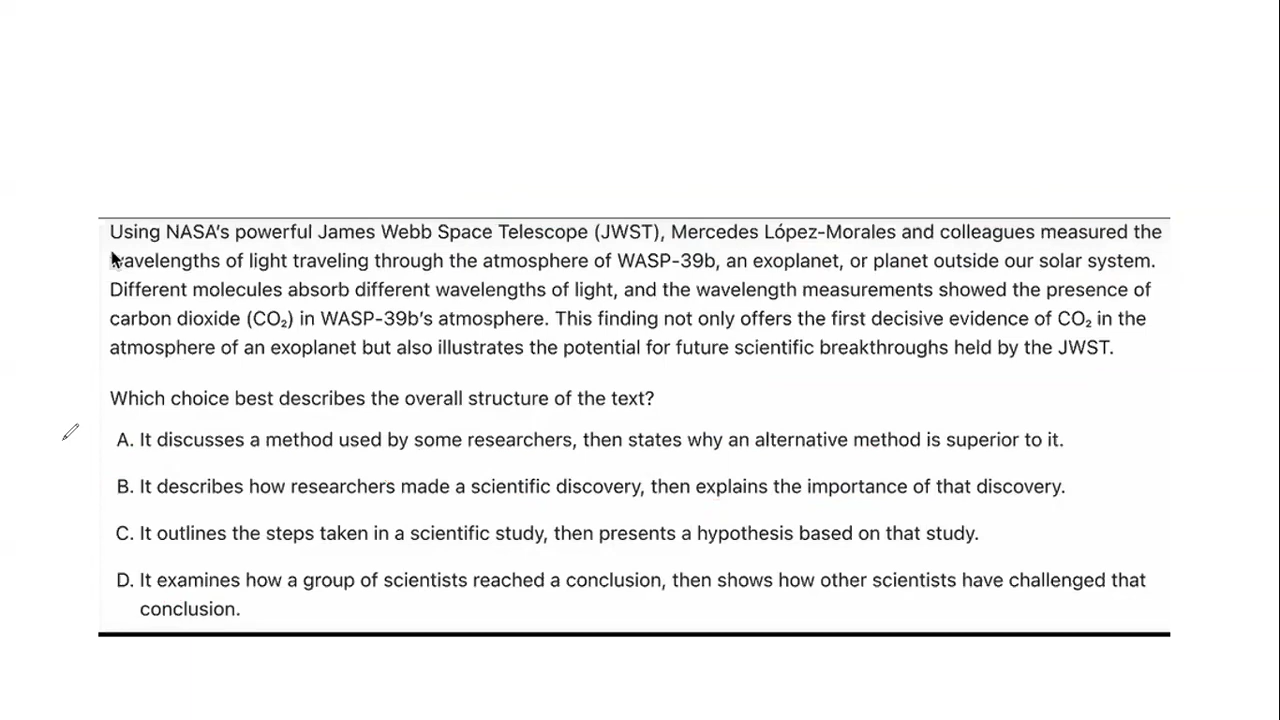 Using NASA's powerful James Webb Space Telescope (JWST), Mercedes López-Morales and colleagues measured the
wavelengths of light traveling through the atmosphere of WASP-39b, an exoplanet, or planet outside our solar system.
Different molecules absorb different wavelengths of light, and the wavelength measurements showed the presence of
carbon dioxide (CO₂) in WASP-39b's atmosphere. This finding not only offers the first decisive evidence of CO₂ in the
atmosphere of an exoplanet but also illustrates the potential for future scientific breakthroughs held by the JWST.
Which choice best describes the overall structure of the text?
A. It discusses a method used by some researchers, then states why an alternative method is superior to it.
B. It describes how researchers made a scientific discovery, then explains the importance of that discovery.
C. It outlines the steps taken in a scientific study, then presents a hypothesis based on that study.
D. It examines how a group of scientists reached a conclusion, then shows how other scientists have challenged that
conclusion.